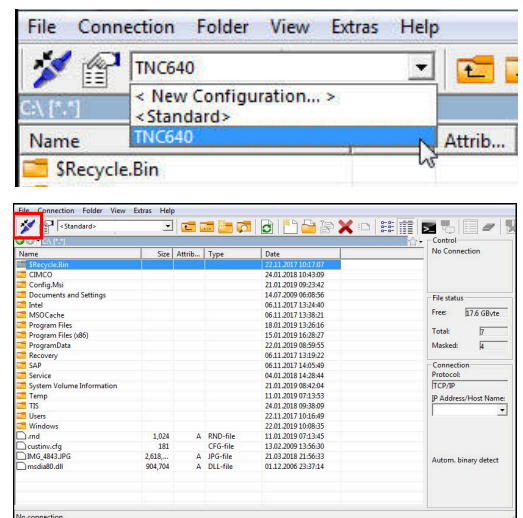 File Connection Folder View Extras Help
TNC640
< New Configuration... >
<Standard>
C:\ [*.*]
TNC640
Name Attrib...
$Recycle.Bin
File Connection Folder View Extras Help
<Standard>
C:\ [*.*]
Control
Name Size Attrib... Type Date
No Connection
$Recycle.Bin 22.11.2017 10:17:07
CIMCO 24.01.2018 10:43:09
Config.Msi 21.01.2019 09:23:42
Documents and Settings 14.07.2009 06:08:56
File status
Intel 06.11.2017 13:24:40
MSOCache 06.11.2017 13:38:21
Free: 17.6 GByte
Program Files 18.01.2019 13:26:16
Program Files (x86) 15.01.2019 16:28:27
Total: 7
ProgramData 22.01.2019 08:59:55
Masked: 4
Recovery 06.11.2017 13:19:22
SAP 06.11.2017 14:05:49
Connection
Service 04.01.2018 14:28:44
Protocol:
System Volume Information 21.01.2019 08:42:04
TCP/IP
Temp 11.01.2019 07:13:53
IP Address/Host Name:
TIS 24.01.2018 09:38:09
Users 22.11.2017 10:16:49
Windows 22.01.2019 10:08:35
.rnd 1,024 A RND-file 11.01.2019 07:13:45
custinv.cfg 181 CFG-file 13.02.2009 13:56:30
IMG_4843.JPG 2,618,... A JPG-file 21.03.2018 21:56:33
Autom. binary detect
msdia80.dll 904,704 A DLL-file 01.12.2006 23:37:14
No connection